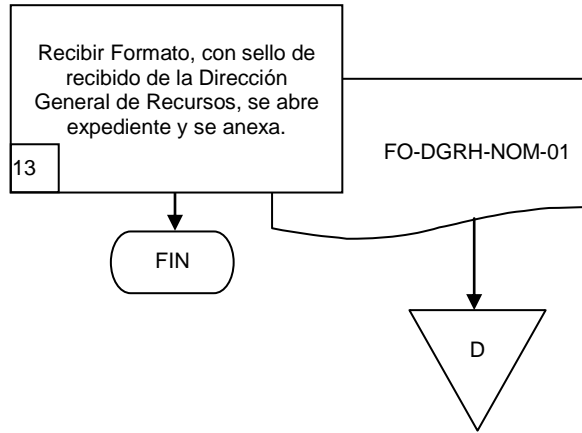 Recibir Formato, con sello de
recibido de la Dirección
General de Recursos, se abre
expediente y se anexa.
13
FO-DGRH-NOM-01
FIN
D